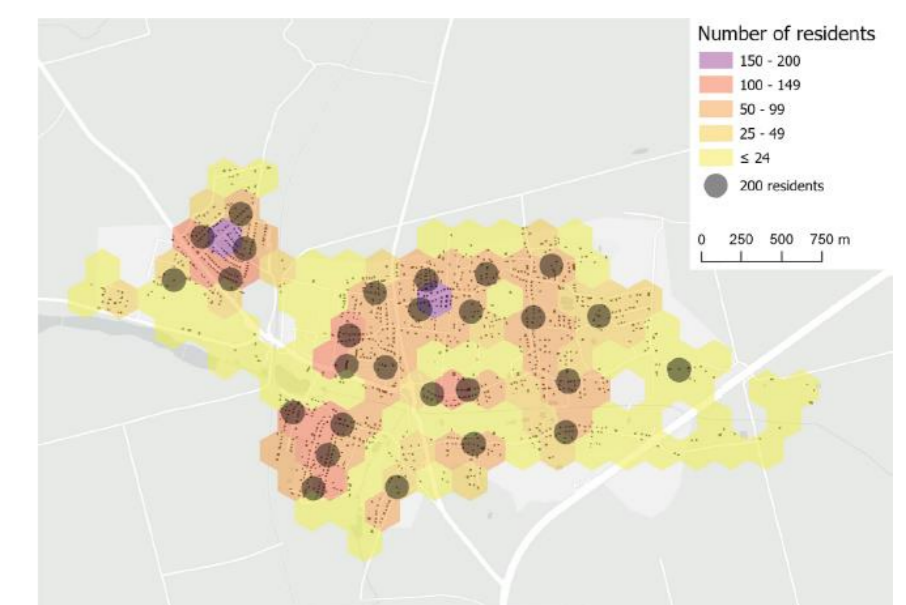 Number of residents
150 - 200
100 - 149
50 - 99
25 - 49
≤ 24
200 residents
0 250 500 750 m